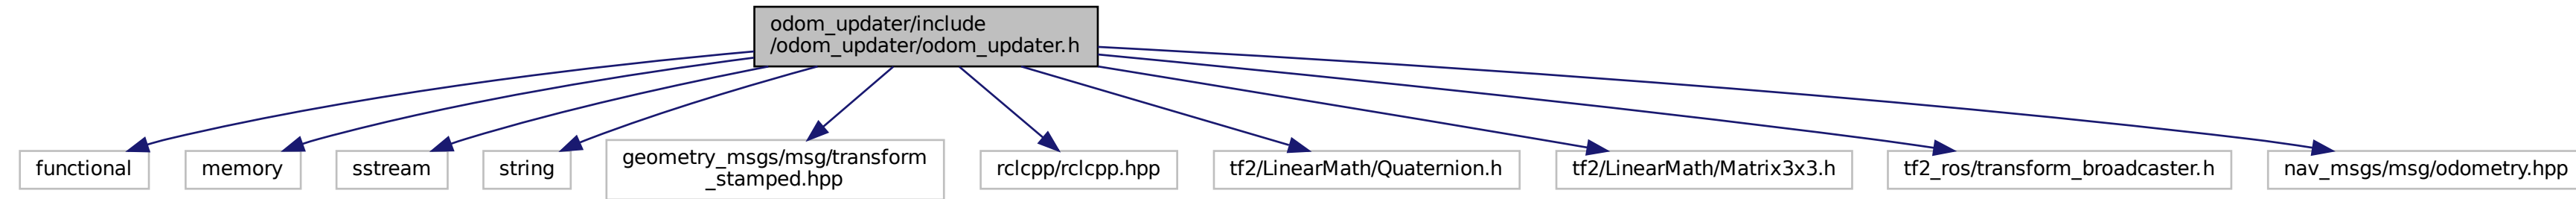 odom_updater/include
/odom_updater/odom_updater.h
functional
memory
sstream
string
geometry_msgs/msg/transform
_stamped.hpp
rclcpp/rclcpp.hpp
tf2/LinearMath/Quaternion.h
tf2/LinearMath/Matrix3x3.h
tf2_ros/transform_broadcaster.h
nav_msgs/msg/odometry.hpp